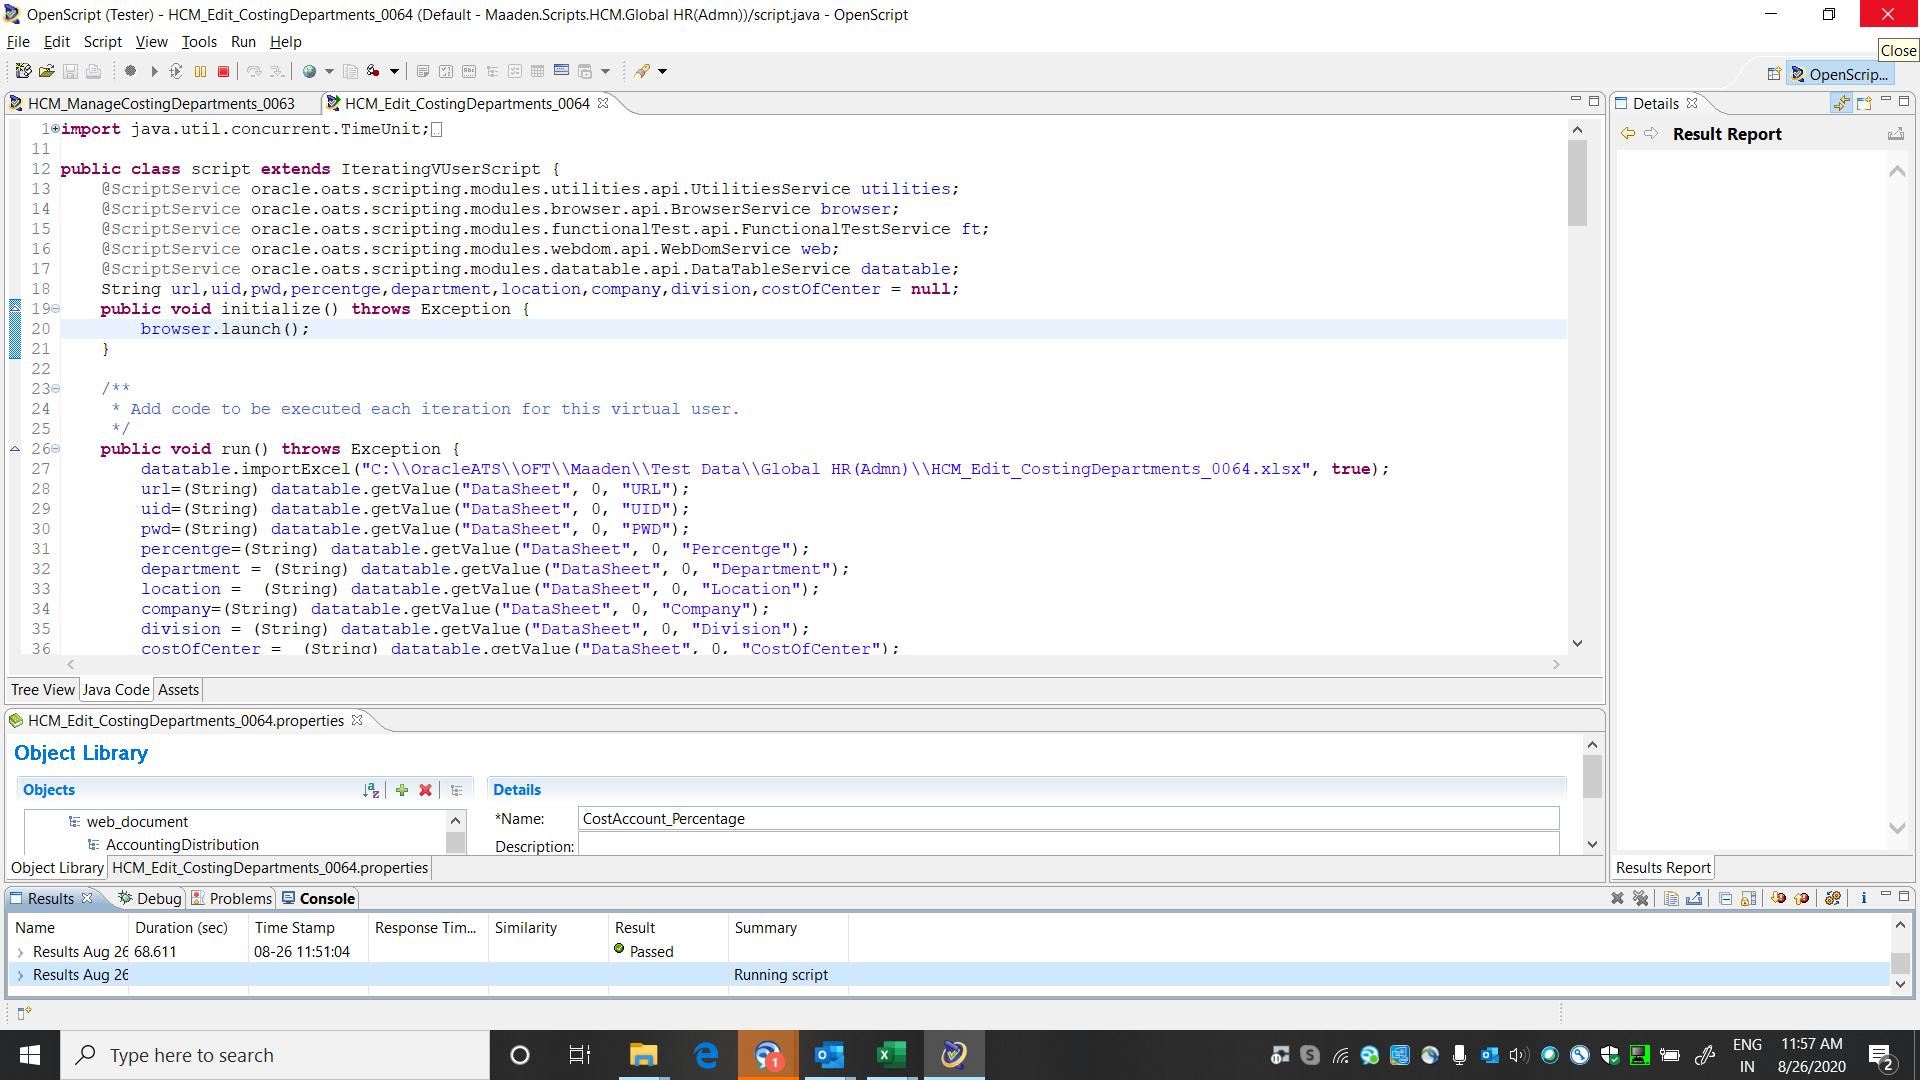 OpenScript (Tester) - HCM_Edit_CostingDepartments_0064 (Default - Maaden.Scripts.HCM.Global HR(Admn))/script.java - OpenScript
File Edit Script View Tools Run Help
Close
OpenScrip...
HCM_ManageCostingDepartments_0063
HCM_Edit_CostingDepartments_0064
1 import java.util.concurrent.TimeUnit;
11
12 public class script extends IteratingVUserScript {
13 @ScriptService oracle.oats.scripting.modules.utilities.api.UtilitiesService utilities;
14 @ScriptService oracle.oats.scripting.modules.browser.api.BrowserService browser;
15 @ScriptService oracle.oats.scripting.modules.functionalTest.api.FunctionalTestService ft;
16 @ScriptService oracle.oats.scripting.modules.webdom.api.WebDomService web;
17 @ScriptService oracle.oats.scripting.modules.datatable.api.DataTableService datatable;
18 String url,uid,pwd,percentge,department,location,company,division,costOfCenter = null;
19 public void initialize() throws Exception {
20 browser.launch();
21 }
22
23 /**
24 * Add code to be executed each iteration for this virtual user.
25 */
26 public void run() throws Exception {
27 datatable.importExcel("C:\\OracleATS\\OFT\\Maaden\\Test Data\\Global HR(Admn)\\HCM_Edit_CostingDepartments_0064.xlsx", true);
28 url=(String) datatable.getValue("DataSheet", 0, "URL");
29 uid=(String) datatable.getValue("DataSheet", 0, "UID");
30 pwd=(String) datatable.getValue("DataSheet", 0, "PWD");
31 percentge=(String) datatable.getValue("DataSheet", 0, "Percentge");
32 department = (String) datatable.getValue("DataSheet", 0, "Department");
33 location = (String) datatable.getValue("DataSheet", 0, "Location");
34 company=(String) datatable.getValue("DataSheet", 0, "Company");
35 division = (String) datatable.getValue("DataSheet", 0, "Division");
36 costOfCenter = (String) datatable.getValue("DataSheet", 0, "CostOfCenter");
Tree View Java Code Assets
Details
Result Report
Results Report
HCM_Edit_CostingDepartments_0064.properties
Object Library
Objects
web_document
AccountingDistribution
Details
*Name: CostAccount_Percentage
Description:
Object Library HCM_Edit_CostingDepartments_0064.properties
Results Debug Problems Console
Name Duration (sec) Time Stamp Response Tim... Similarity Result Summary
Results Aug 26 68.611 08-26 11:51:04 Passed
Results Aug 26 Running script
Type here to search
1
ENG
IN
11:57 AM
8/26/2020
2